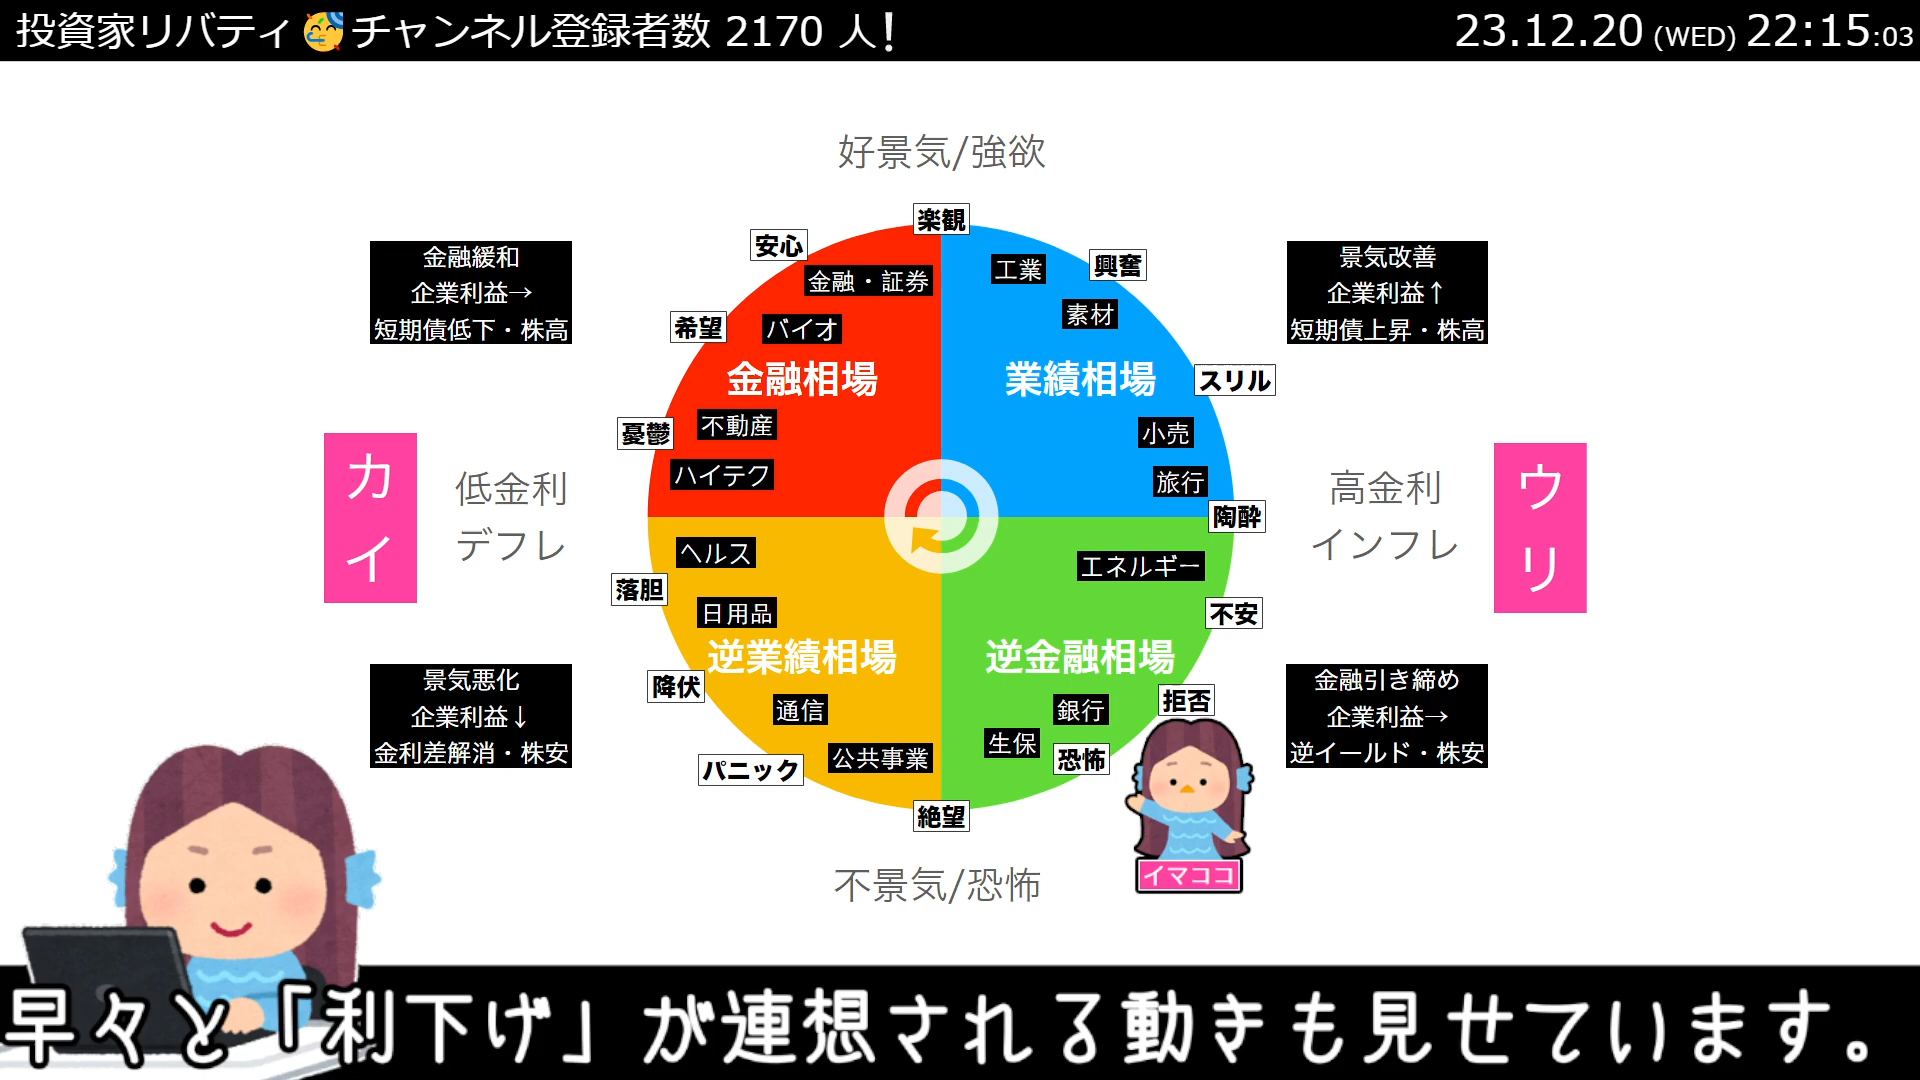 投資家リバティ🥳チャンネル登録者数 2170 人！
23.12.20 (WED) 22:15:03
好景気/強欲
楽観
安心
金融・証券
希望
バイオ
金融相場
憂鬱
不動産
ハイテク
工業
興奮
素材
業績相場
スリル
小売
旅行
陶酔
金融緩和
企業利益→
短期債低下・株高
景気改善
企業利益↑
短期債上昇・株高
カイ
低金利
デフレ
高金利
インフレ
ウリ
ヘルス
落胆
日用品
逆業績相場
降伏
通信
パニック
公共事業
エネルギー
不安
逆金融相場
拒否
銀行
生保
恐怖
絶望
イマココ
景気悪化
企業利益↓
金利差解消・株安
金融引き締め
企業利益→
逆イールド・株安
不景気/恐怖
早々と「利下げ」が連想される動きも見せています。